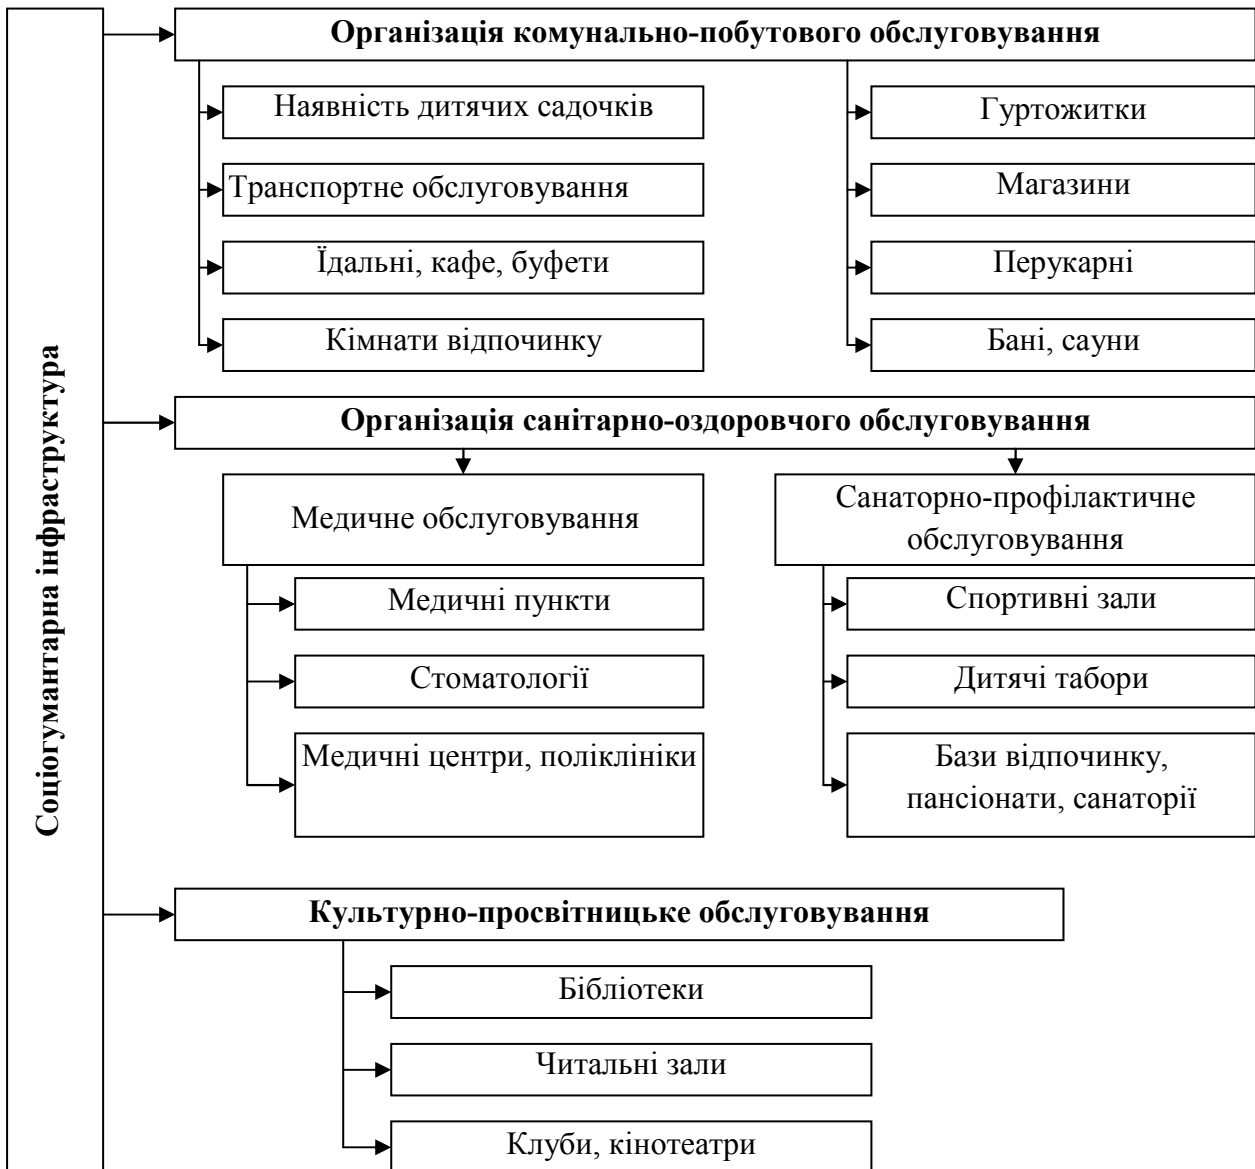 Соціогумантарна інфраструктура
Організація комунально-побутового обслуговування
Наявність дитячих садочків
Транспортне обслуговування
Їдальні, кафе, буфети
Кімнати відпочинку
Гуртожитки
Магазини
Перукарні
Бані, сауни
Організація санітарно-оздоровчого обслуговування
Медичне обслуговування
Медичні пункти
Стоматології
Медичні центри, поліклініки
Санаторно-профілактичне
обслуговування
Спортивні зали
Дитячі табори
Бази відпочинку,
пансіонати, санаторії
Культурно-просвітницьке обслуговування
Бібліотеки
Читальні зали
Клуби, кінотеатри